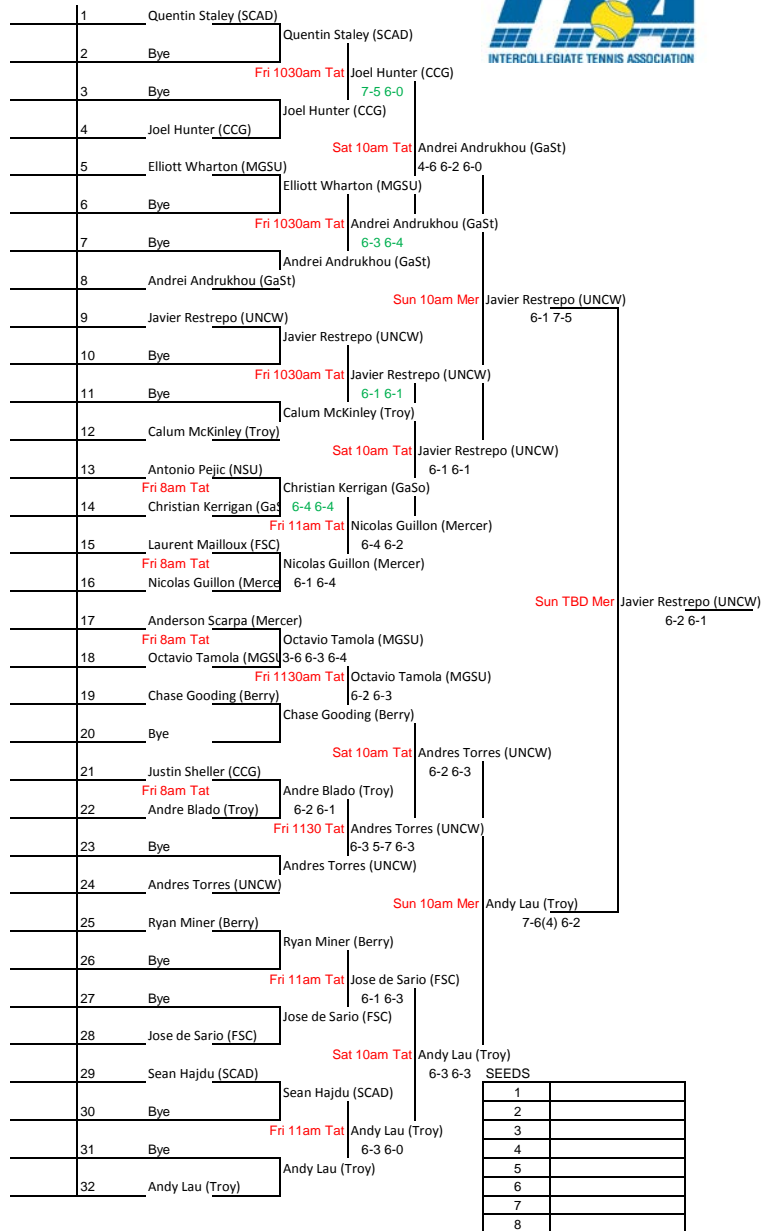 1 Quentin Staley (SCAD)
Quentin Staley (SCAD)
INTERCOLLEGIATE TENNIS ASSOCIATION
2 Bye
Fri 1030am Tat Joel Hunter (CCG)
3 Bye 7-5 6-0
Joel Hunter (CCG)
4 Joel Hunter (CCG)
Sat 10am Tat Andrei Andrukhou (GaSt)
5 Elliott Wharton (MGSU) 4-6 6-2 6-0
Elliott Wharton (MGSU)
6 Bye
Fri 1030am Tat Andrei Andrukhou (GaSt)
7 Bye 6-3 6-4
Andrei Andrukhou (GaSt)
8 Andrei Andrukhou (GaSt)
Sun 10am Mer Javier Restrepo (UNCW)
9 Javier Restrepo (UNCW) 6-1 7-5
Javier Restrepo (UNCW)
10 Bye
Fri 1030am Tat Javier Restrepo (UNCW)
11 Bye 6-1 6-1
Calum McKinley (Troy)
12 Calum McKinley (Troy)
Sat 10am Tat Javier Restrepo (UNCW)
13 Antonio Pejic (NSU) 6-1 6-1
Fri 8am Tat Christian Kerrigan (GaSo)
14 Christian Kerrigan (GaS 6-4 6-4
Fri 11am Tat Nicolas Guillon (Mercer)
15 Laurent Mailloux (FSC) 6-4 6-2
Fri 8am Tat Nicolas Guillon (Mercer)
16 Nicolas Guillon (Merce 6-1 6-4
Sun TBD Mer Javier Restrepo (UNCW)
17 Anderson Scarpa (Mercer) 6-2 6-1
Fri 8am Tat Octavio Tamola (MGSU)
18 Octavio Tamola (MGSU 3-6 6-3 6-4
Fri 1130am Tat Octavio Tamola (MGSU)
19 Chase Gooding (Berry) 6-2 6-3
Chase Gooding (Berry)
20 Bye
Sat 10am Tat Andres Torres (UNCW)
21 Justin Sheller (CCG) 6-2 6-3
Fri 8am Tat Andre Blado (Troy)
22 Andre Blado (Troy) 6-2 6-1
Fri 1130 Tat Andres Torres (UNCW)
23 Bye 6-3 5-7 6-3
Andres Torres (UNCW)
24 Andres Torres (UNCW)
Sun 10am Mer Andy Lau (Troy)
25 Ryan Miner (Berry) 7-6(4) 6-2
Ryan Miner (Berry)
26 Bye
Fri 11am Tat Jose de Sario (FSC)
27 Bye 6-1 6-3
Jose de Sario (FSC)
28 Jose de Sario (FSC)
Sat 10am Tat Andy Lau (Troy)
29 Sean Hajdu (SCAD) 6-3 6-3 SEEDS
Sean Hajdu (SCAD) 1
30 Bye 2
Fri 11am Tat Andy Lau (Troy) 3
31 Bye 6-3 6-0 4
Andy Lau (Troy) 5
32 Andy Lau (Troy) 6
7
8